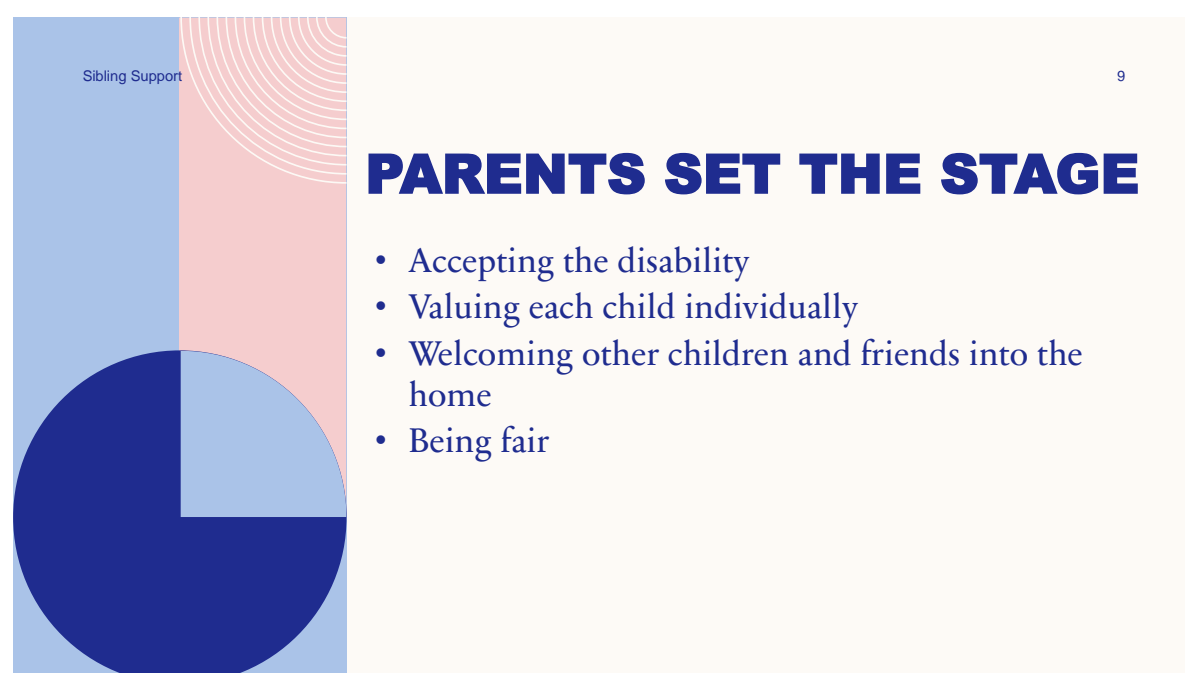 Sibling Support
9
PARENTS SET THE STAGE
• Accepting the disability
• Valuing each child individually
• Welcoming other children and friends into the
home
• Being fair